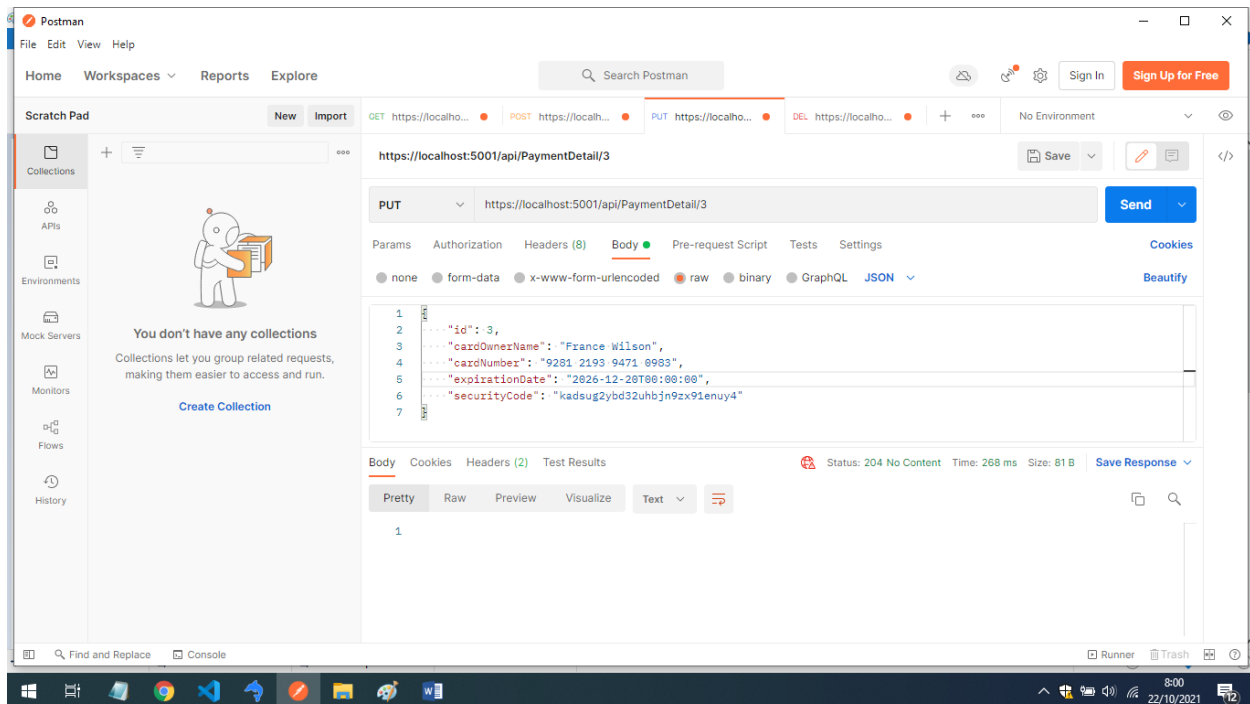 Postman
File Edit View Help
Home Workspaces Reports Explore Search Postman Sign In Sign Up for Free
Scratch Pad New Import GET https://localho... POST https://localh... PUT https://localho... DEL https://localho... No Environment
Collections
APIs
Environments
Mock Servers
Monitors
Flows
History
You don't have any collections
Collections let you group related requests,
making them easier to access and run.
Create Collection
https://localhost:5001/api/PaymentDetail/3 Save
PUT https://localhost:5001/api/PaymentDetail/3 Send
Params Authorization Headers (8) Body Pre-request Script Tests Settings Cookies
none form-data x-www-form-urlencoded raw binary GraphQL JSON Beautify
1 {
2 "id": 3,
3 "cardOwnerName": "France Wilson",
4 "cardNumber": "9281 2193 9471 0983",
5 "expirationDate": "2026-12-20T00:00:00",
6 "securityCode": "kadsug2ybd32uhbjn9zx91enuy4"
7 }
Body Cookies Headers (2) Test Results Status: 204 No Content Time: 268 ms Size: 81 B Save Response
Pretty Raw Preview Visualize Text
1
Find and Replace Console Runner Trash
8:00
22/10/2021
12